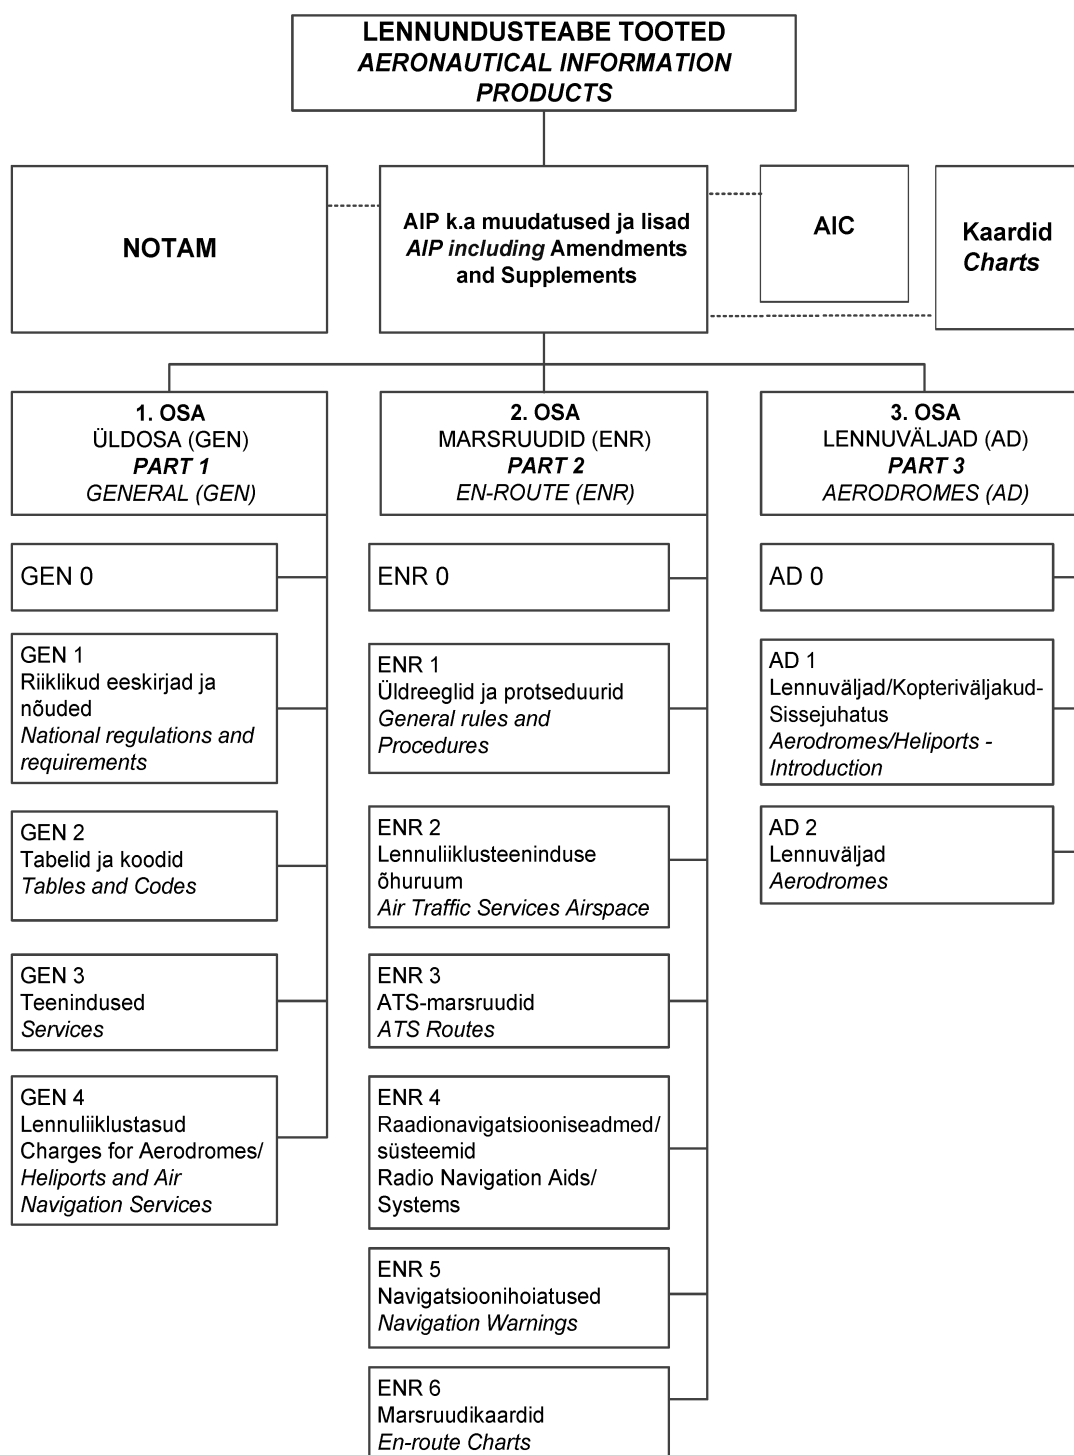 LENNUNDUSTEABE TOOTED
AERONAUTICAL INFORMATION
PRODUCTS
NOTAM
AIP k.a muudatused ja lisad
AIP including Amendments
and Supplements
AIC
Kaardid
Charts
1. OSA
ÜLDOSA (GEN)
PART 1
GENERAL (GEN)
2. OSA
MARSRUUDID (ENR)
PART 2
EN-ROUTE (ENR)
3. OSA
LENNUVÄLJAD (AD)
PART 3
AERODROMES (AD)
GEN 0
GEN 1
Riiklikud eeskirjad ja
nõuded
National regulations and
requirements
GEN 2
Tabelid ja koodid
Tables and Codes
GEN 3
Teenindused
Services
GEN 4
Lennuliiklustasud
Charges for Aerodromes/
Heliports and Air
Navigation Services
ENR 0
ENR 1
Üldreeglid ja protseduurid
General rules and
Procedures
ENR 2
Lennuliiklusteeninduse
õhuruum
Air Traffic Services Airspace
ENR 3
ATS-marsruudid
ATS Routes
ENR 4
Raadionavigatsiooniseadmed/
süsteemid
Radio Navigation Aids/
Systems
ENR 5
Navigatsioonihoiatused
Navigation Warnings
ENR 6
Marsruudikaardid
En-route Charts
AD 0
AD 1
Lennuväljad/Kopteriväljakud-
Sissejuhatus
Aerodromes/Heliports -
Introduction
AD 2
Lennuväljad
Aerodromes